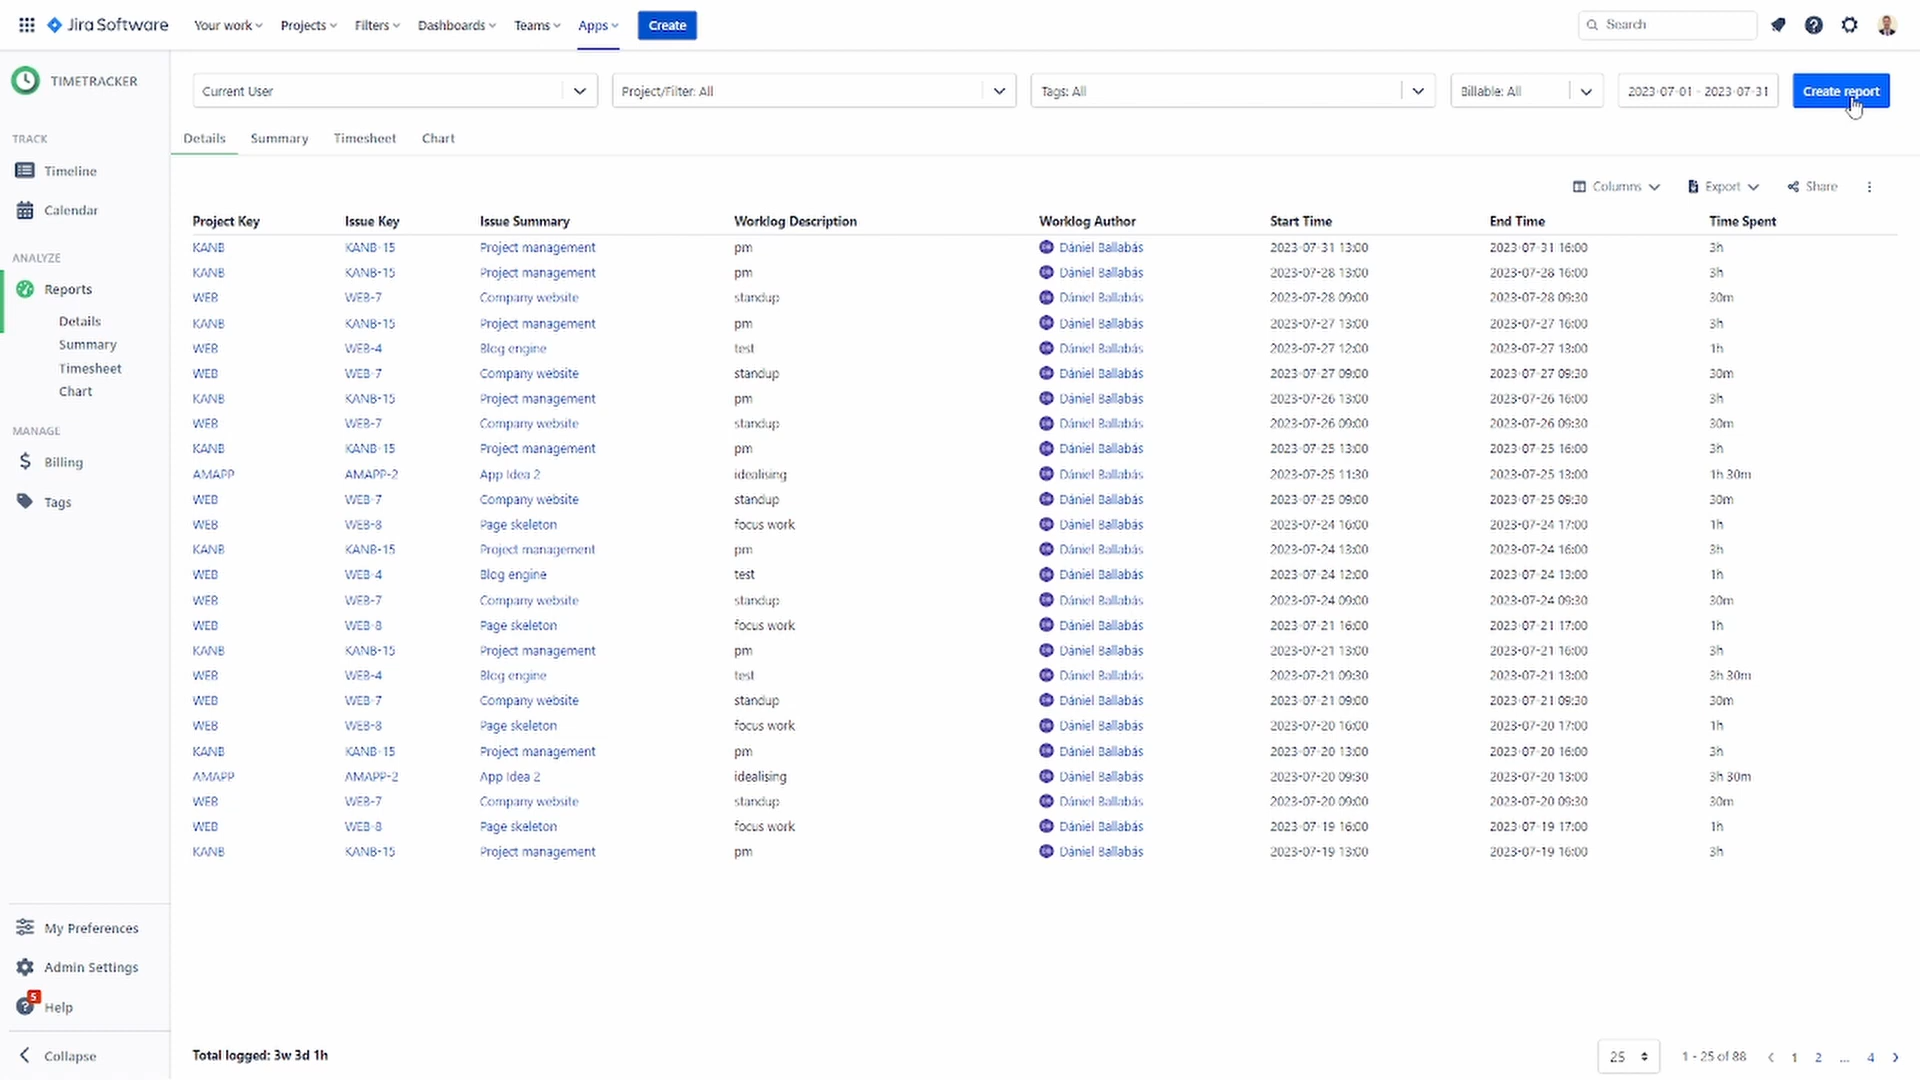 Jira Software Your work Projects Filters Dashboards Teams Apps Create Search
TIMETRACKER
Current User Project/Filter: All Tags: All Billable: All 2023-07-01 - 2023-07-31 Create report
TRACK
Timeline
Calendar
ANALYZE
Reports
Details
Summary
Timesheet
Chart
MANAGE
Billing
Tags
My Preferences
Admin Settings
5
Help
Collapse
Details Summary Timesheet Chart
Columns Export Share
Project Key Issue Key Issue Summary Worklog Description Worklog Author Start Time End Time Time Spent
KANB KANB-15 Project management pm DB Dániel Ballabás 2023-07-31 13:00 2023-07-31 16:00 3h
KANB KANB-15 Project management pm DB Dániel Ballabás 2023-07-28 13:00 2023-07-28 16:00 3h
WEB WEB-7 Company website standup DB Dániel Ballabás 2023-07-28 09:00 2023-07-28 09:30 30m
KANB KANB-15 Project management pm DB Dániel Ballabás 2023-07-27 13:00 2023-07-27 16:00 3h
WEB WEB-4 Blog engine test DB Dániel Ballabás 2023-07-27 12:00 2023-07-27 13:00 1h
WEB WEB-7 Company website standup DB Dániel Ballabás 2023-07-27 09:00 2023-07-27 09:30 30m
KANB KANB-15 Project management pm DB Dániel Ballabás 2023-07-26 13:00 2023-07-26 16:00 3h
WEB WEB-7 Company website standup DB Dániel Ballabás 2023-07-26 09:00 2023-07-26 09:30 30m
KANB KANB-15 Project management pm DB Dániel Ballabás 2023-07-25 13:00 2023-07-25 16:00 3h
AMAPP AMAPP-2 App Idea 2 idealising DB Dániel Ballabás 2023-07-25 11:30 2023-07-25 13:00 1h 30m
WEB WEB-7 Company website standup DB Dániel Ballabás 2023-07-25 09:00 2023-07-25 09:30 30m
WEB WEB-8 Page skeleton focus work DB Dániel Ballabás 2023-07-24 16:00 2023-07-24 17:00 1h
KANB KANB-15 Project management pm DB Dániel Ballabás 2023-07-24 13:00 2023-07-24 16:00 3h
WEB WEB-4 Blog engine test DB Dániel Ballabás 2023-07-24 12:00 2023-07-24 13:00 1h
WEB WEB-7 Company website standup DB Dániel Ballabás 2023-07-24 09:00 2023-07-24 09:30 30m
WEB WEB-8 Page skeleton focus work DB Dániel Ballabás 2023-07-21 16:00 2023-07-21 17:00 1h
KANB KANB-15 Project management pm DB Dániel Ballabás 2023-07-21 13:00 2023-07-21 16:00 3h
WEB WEB-4 Blog engine test DB Dániel Ballabás 2023-07-21 09:30 2023-07-21 13:00 3h 30m
WEB WEB-7 Company website standup DB Dániel Ballabás 2023-07-21 09:00 2023-07-21 09:30 30m
WEB WEB-8 Page skeleton focus work DB Dániel Ballabás 2023-07-20 16:00 2023-07-20 17:00 1h
KANB KANB-15 Project management pm DB Dániel Ballabás 2023-07-20 13:00 2023-07-20 16:00 3h
AMAPP AMAPP-2 App Idea 2 idealising DB Dániel Ballabás 2023-07-20 09:30 2023-07-20 13:00 3h 30m
WEB WEB-7 Company website standup DB Dániel Ballabás 2023-07-20 09:00 2023-07-20 09:30 30m
WEB WEB-8 Page skeleton focus work DB Dániel Ballabás 2023-07-19 16:00 2023-07-19 17:00 1h
KANB KANB-15 Project management pm DB Dániel Ballabás 2023-07-19 13:00 2023-07-19 16:00 3h
Total logged: 3w 3d 1h 25 1 - 25 of 88 1 2 ... 4